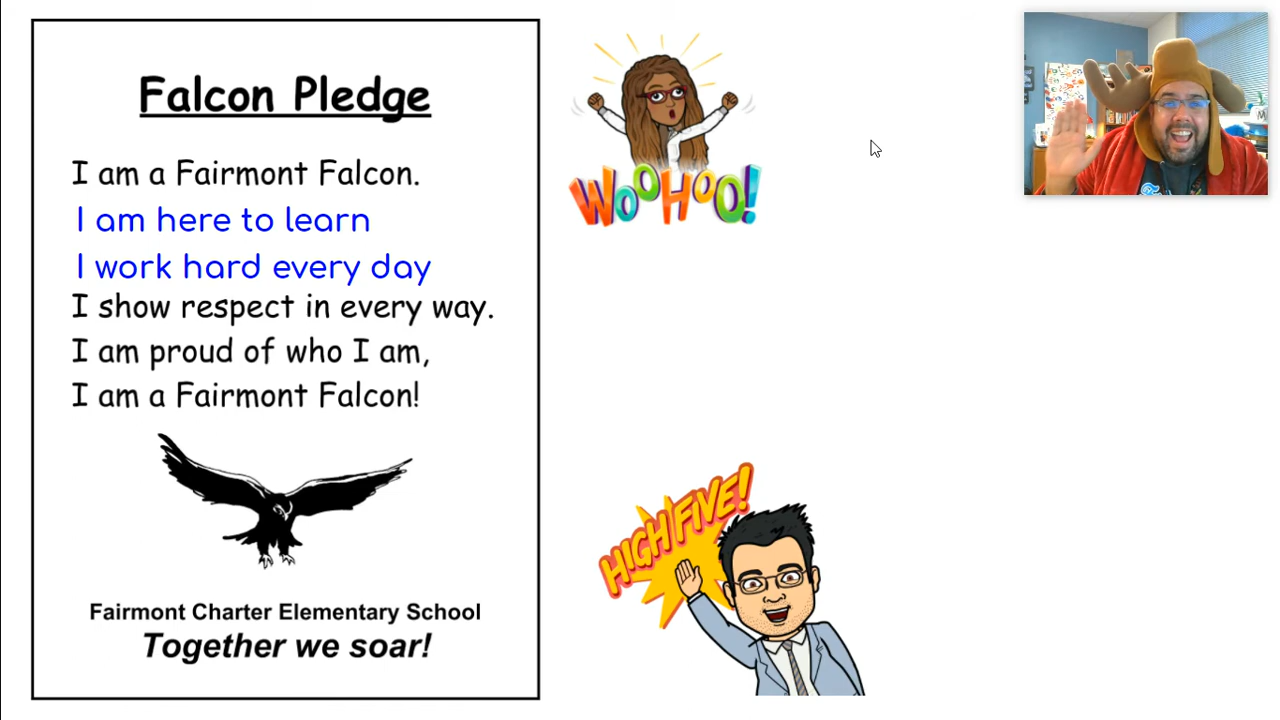 Falcon Pledge
I am a Fairmont Falcon.
I am here to learn
I work hard every day
I show respect in every way.
I am proud of who I am,
I am a Fairmont Falcon!
Fairmont Charter Elementary School
Together we soar!
WOOHOO!
HIGH FIVE!